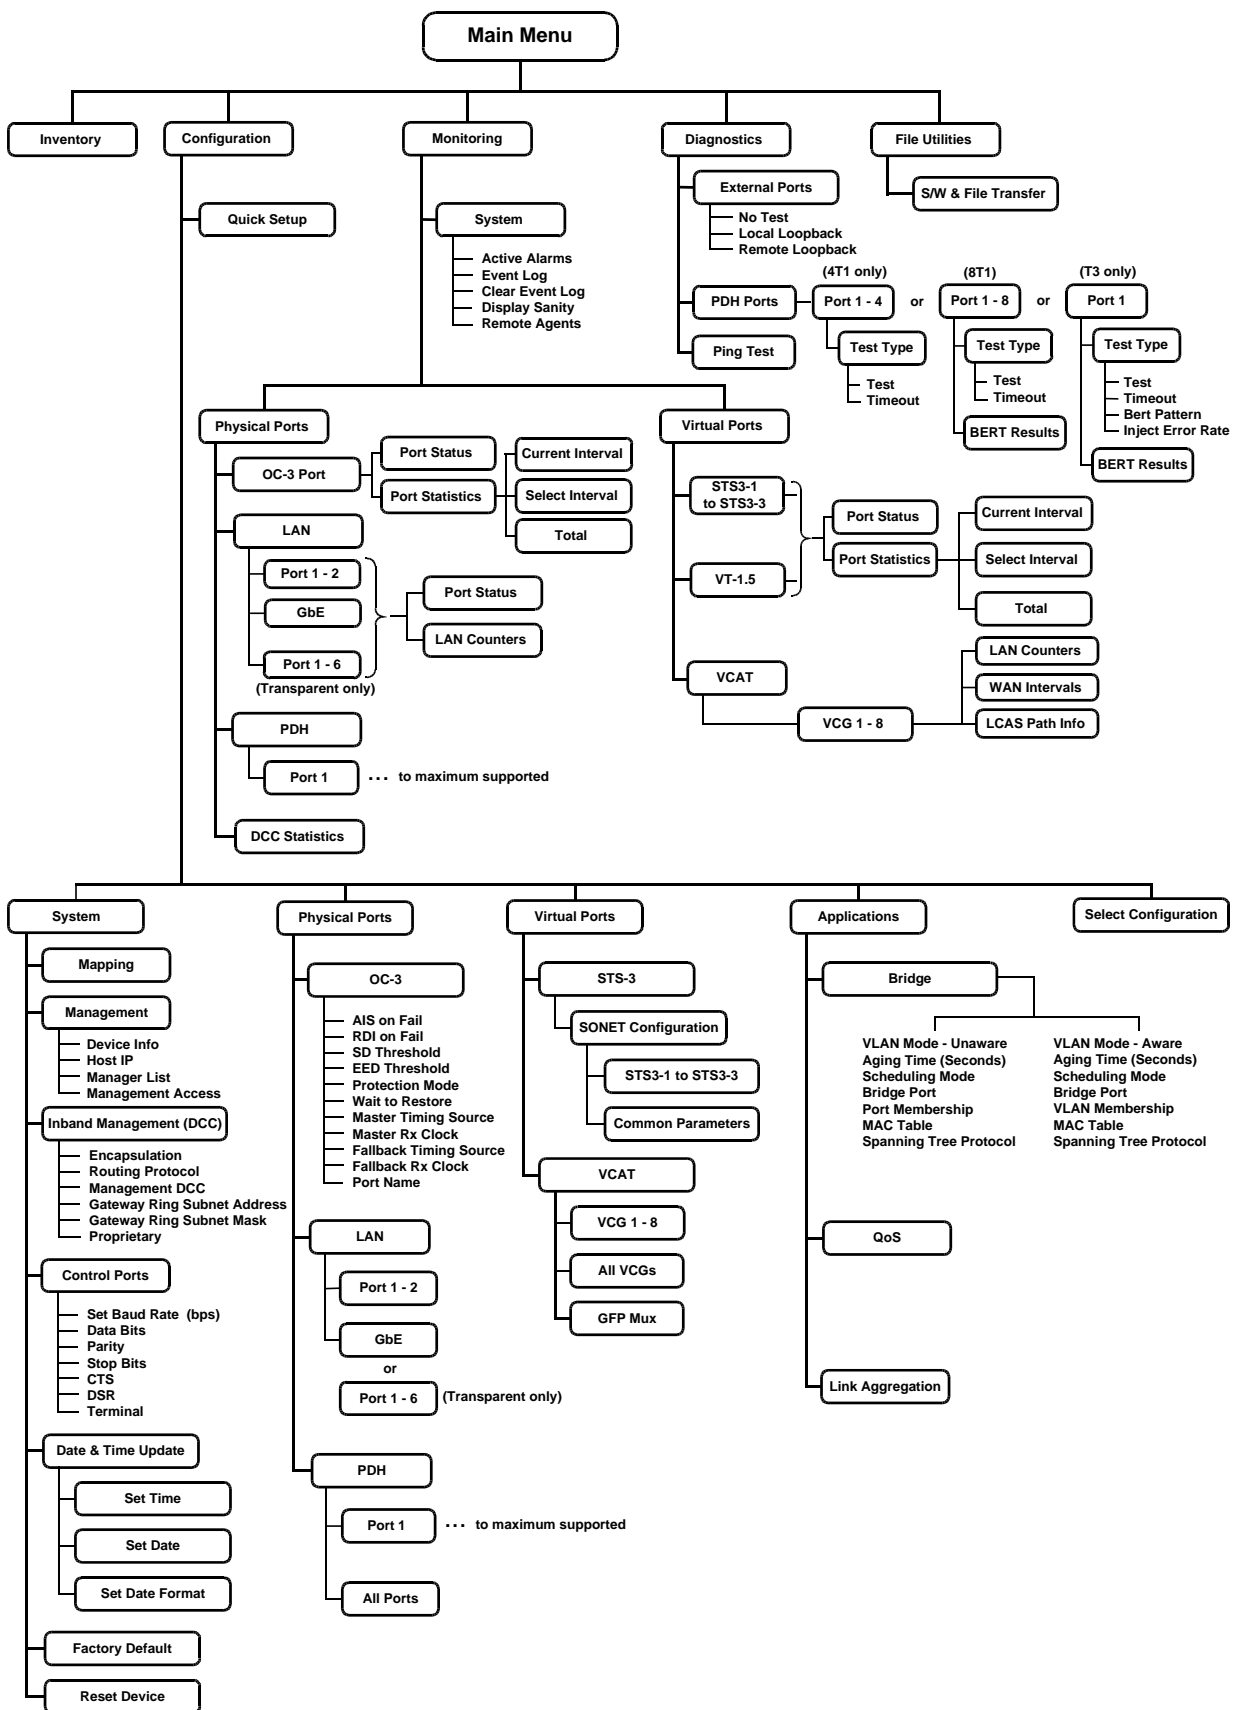 Main Menu
Inventory
Configuration
Monitoring
Diagnostics
File Utilities
Quick Setup
System
Active Alarms
Event Log
Clear Event Log
Display Sanity
Remote Agents
External Ports
No Test
Local Loopback
Remote Loopback
S/W & File Transfer
PDH Ports
(4T1 only)
Port 1 - 4
or
(8T1)
Port 1 - 8
or
(T3 only)
Port 1
Ping Test
Test Type
Test
Timeout
Test Type
Test
Timeout
BERT Results
Test Type
Test
Timeout
Bert Pattern
Inject Error Rate
BERT Results
Physical Ports
OC-3 Port
Port Status
Port Statistics
Current Interval
Select Interval
Total
LAN
Port 1 - 2
GbE
Port 1 - 6
(Transparent only)
Port Status
LAN Counters
PDH
Port 1
... to maximum supported
DCC Statistics
Virtual Ports
STS3-1
to STS3-3
VT-1.5
Port Status
Port Statistics
Current Interval
Select Interval
Total
VCAT
VCG 1 - 8
LAN Counters
WAN Intervals
LCAS Path Info
System
Physical Ports
Virtual Ports
Applications
Select Configuration
Mapping
Management
Device Info
Host IP
Manager List
Management Access
Inband Management (DCC)
Encapsulation
Routing Protocol
Management DCC
Gateway Ring Subnet Address
Gateway Ring Subnet Mask
Proprietary
Control Ports
Set Baud Rate (bps)
Data Bits
Parity
Stop Bits
CTS
DSR
Terminal
Date & Time Update
Set Time
Set Date
Set Date Format
Factory Default
Reset Device
OC-3
AIS on Fail
RDI on Fail
SD Threshold
EED Threshold
Protection Mode
Wait to Restore
Master Timing Source
Master Rx Clock
Fallback Timing Source
Fallback Rx Clock
Port Name
LAN
Port 1 - 2
GbE
or
Port 1 - 6
(Transparent only)
PDH
Port 1
... to maximum supported
All Ports
STS-3
SONET Configuration
STS3-1 to STS3-3
Common Parameters
VCAT
VCG 1 - 8
All VCGs
GFP Mux
Bridge
VLAN Mode - Unaware
Aging Time (Seconds)
Scheduling Mode
Bridge Port
Port Membership
MAC Table
Spanning Tree Protocol
VLAN Mode - Aware
Aging Time (Seconds)
Scheduling Mode
Bridge Port
VLAN Membership
MAC Table
Spanning Tree Protocol
QoS
Link Aggregation